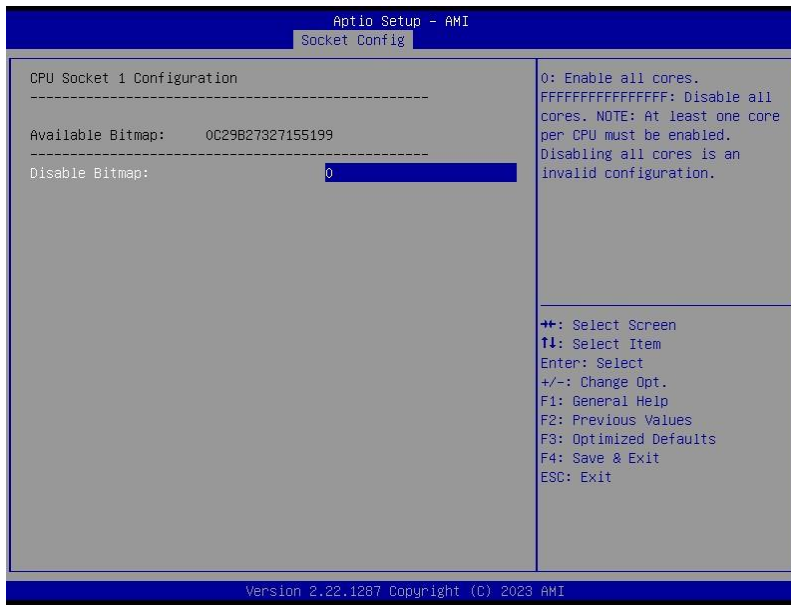 Aptio Setup - AMI
Socket Config
CPU Socket 1 Configuration
--------------------------------------------------
Available Bitmap: 0C29B27327155199
--------------------------------------------------
Disable Bitmap: 0
0: Enable all cores.
FFFFFFFFFFFFFFFF: Disable all
cores. NOTE: At least one core
per CPU must be enabled.
Disabling all cores is an
invalid configuration.
→←: Select Screen
↑↓: Select Item
Enter: Select
+/-: Change Opt.
F1: General Help
F2: Previous Values
F3: Optimized Defaults
F4: Save & Exit
ESC: Exit
Version 2.22.1287 Copyright (C) 2023 AMI